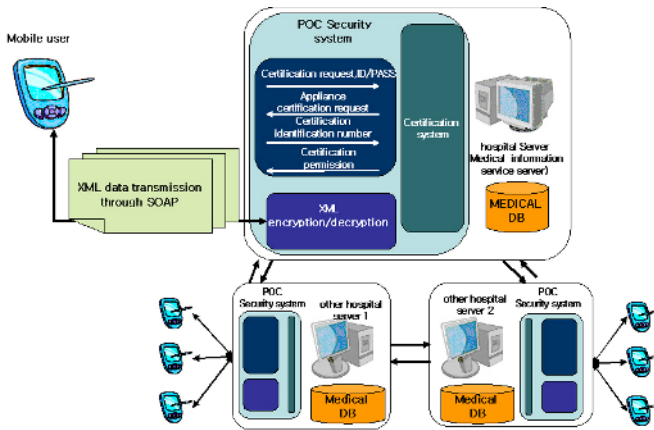 POC Security
system
Mobile user
Certification request,ID/PASS
Appliance
certification request
Certification
Identification number
Certification
permission
Certification
system
hospital Server
Medical information
service server)
MEDICAL
DB
XML data transmission
through SOAP
XML
encryption/decryption
POC
Security system
other hospital
server 1
Medical
DB
other hospital
server 2
POC
Security system
Medical
DB